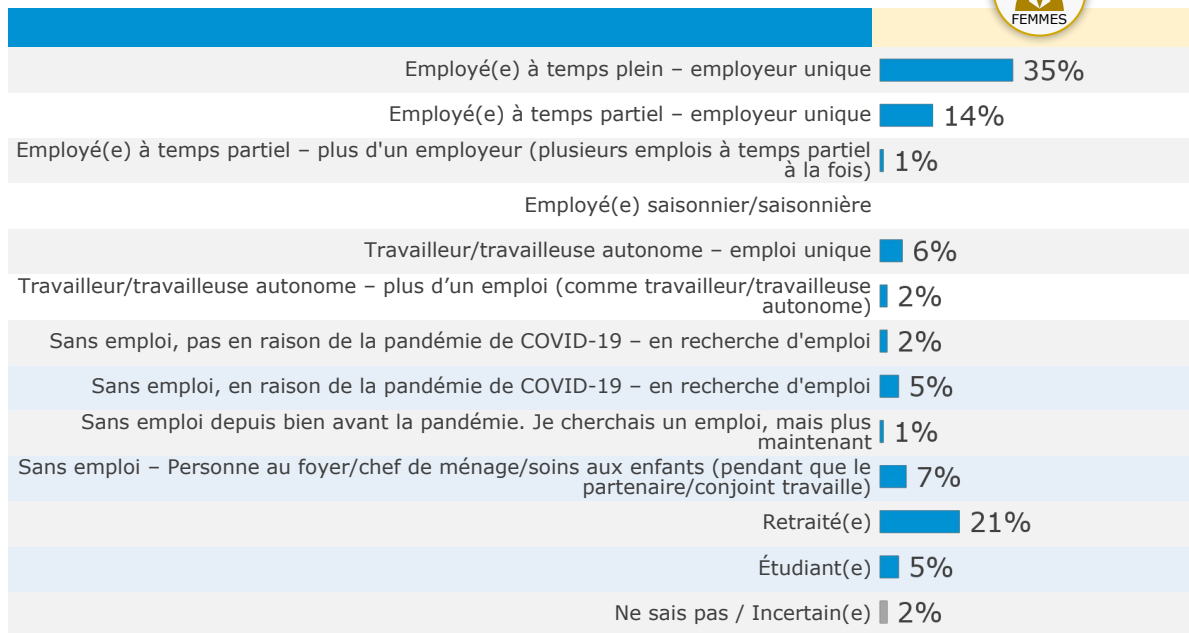 FEMMES
Employé(e) à temps plein – employeur unique 35%
Employé(e) à temps partiel – employeur unique 14%
Employé(e) à temps partiel – plus d'un employeur (plusieurs emplois à temps partiel
à la fois) 1%
Employé(e) saisonnier/saisonnière
Travailleur/travailleuse autonome – emploi unique 6%
Travailleur/travailleuse autonome – plus d’un emploi (comme travailleur/travailleuse
autonome) 2%
Sans emploi, pas en raison de la pandémie de COVID-19 – en recherche d'emploi 2%
Sans emploi, en raison de la pandémie de COVID-19 – en recherche d'emploi 5%
Sans emploi depuis bien avant la pandémie. Je cherchais un emploi, mais plus
maintenant 1%
Sans emploi – Personne au foyer/chef de ménage/soins aux enfants (pendant que le
partenaire/conjoint travaille) 7%
Retraité(e) 21%
Étudiant(e) 5%
Ne sais pas / Incertain(e) 2%